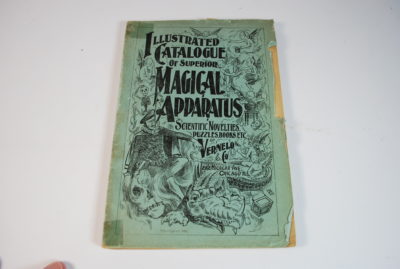 ILLUSTRATED
CATALOGUE
OF SUPERIOR
MAGICAL
APPARATUS
SCIENTIFIC NOVELTIES,
PUZZLES, BOOKS ETC
VERNELO
& CO
CHICAGO